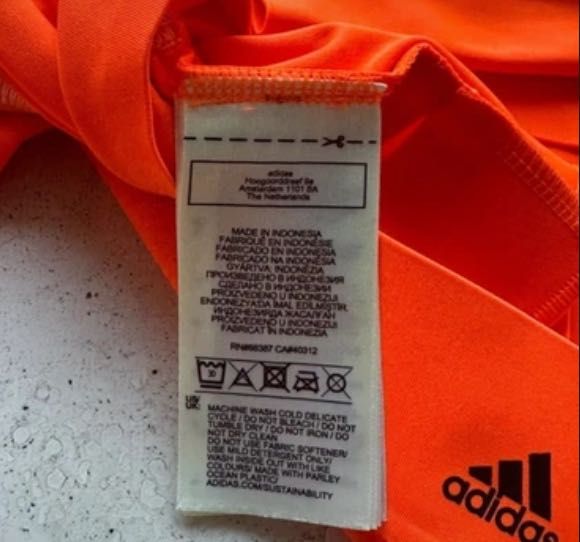 adidas
Hoogoorddreef 9a
Amsterdam 1101 BA
The Netherlands
MADE IN INDONESIA
FABRIQUÉ EN INDONÉSIE
FABRICADO EN INDONESIA
FABRICADO NA INDONÉSIA
GYÁRTVA: INDONÉZIA
ПРОИЗВЕДЕНО В ИНДОНЕЗИЯ
СДЕЛАНО В ИНДОНЕЗИИ
PROIZVEDENO U INDONEZIJI
ENDONEZYA'DA İMAL EDİLMİŞTİR.
ИНДОНЕЗИЯДА ЖАСАЛҒАН
PROIZVEDENO U INDONEZIJI
FABRICAT ÎN INDONEZIA
RN#88387 CA#40312
30
US/
UK:
MACHINE WASH COLD DELICATE
CYCLE / DO NOT BLEACH / DO NOT
TUMBLE DRY / DO NOT IRON / DO
NOT DRY CLEAN
DO NOT USE FABRIC SOFTENER/
USE MILD DETERGENT ONLY/
WASH INSIDE OUT WITH LIKE
COLOURS/ MADE WITH PARLEY
OCEAN PLASTIC/
ADIDAS.COM/SUSTAINABILITY
adidas